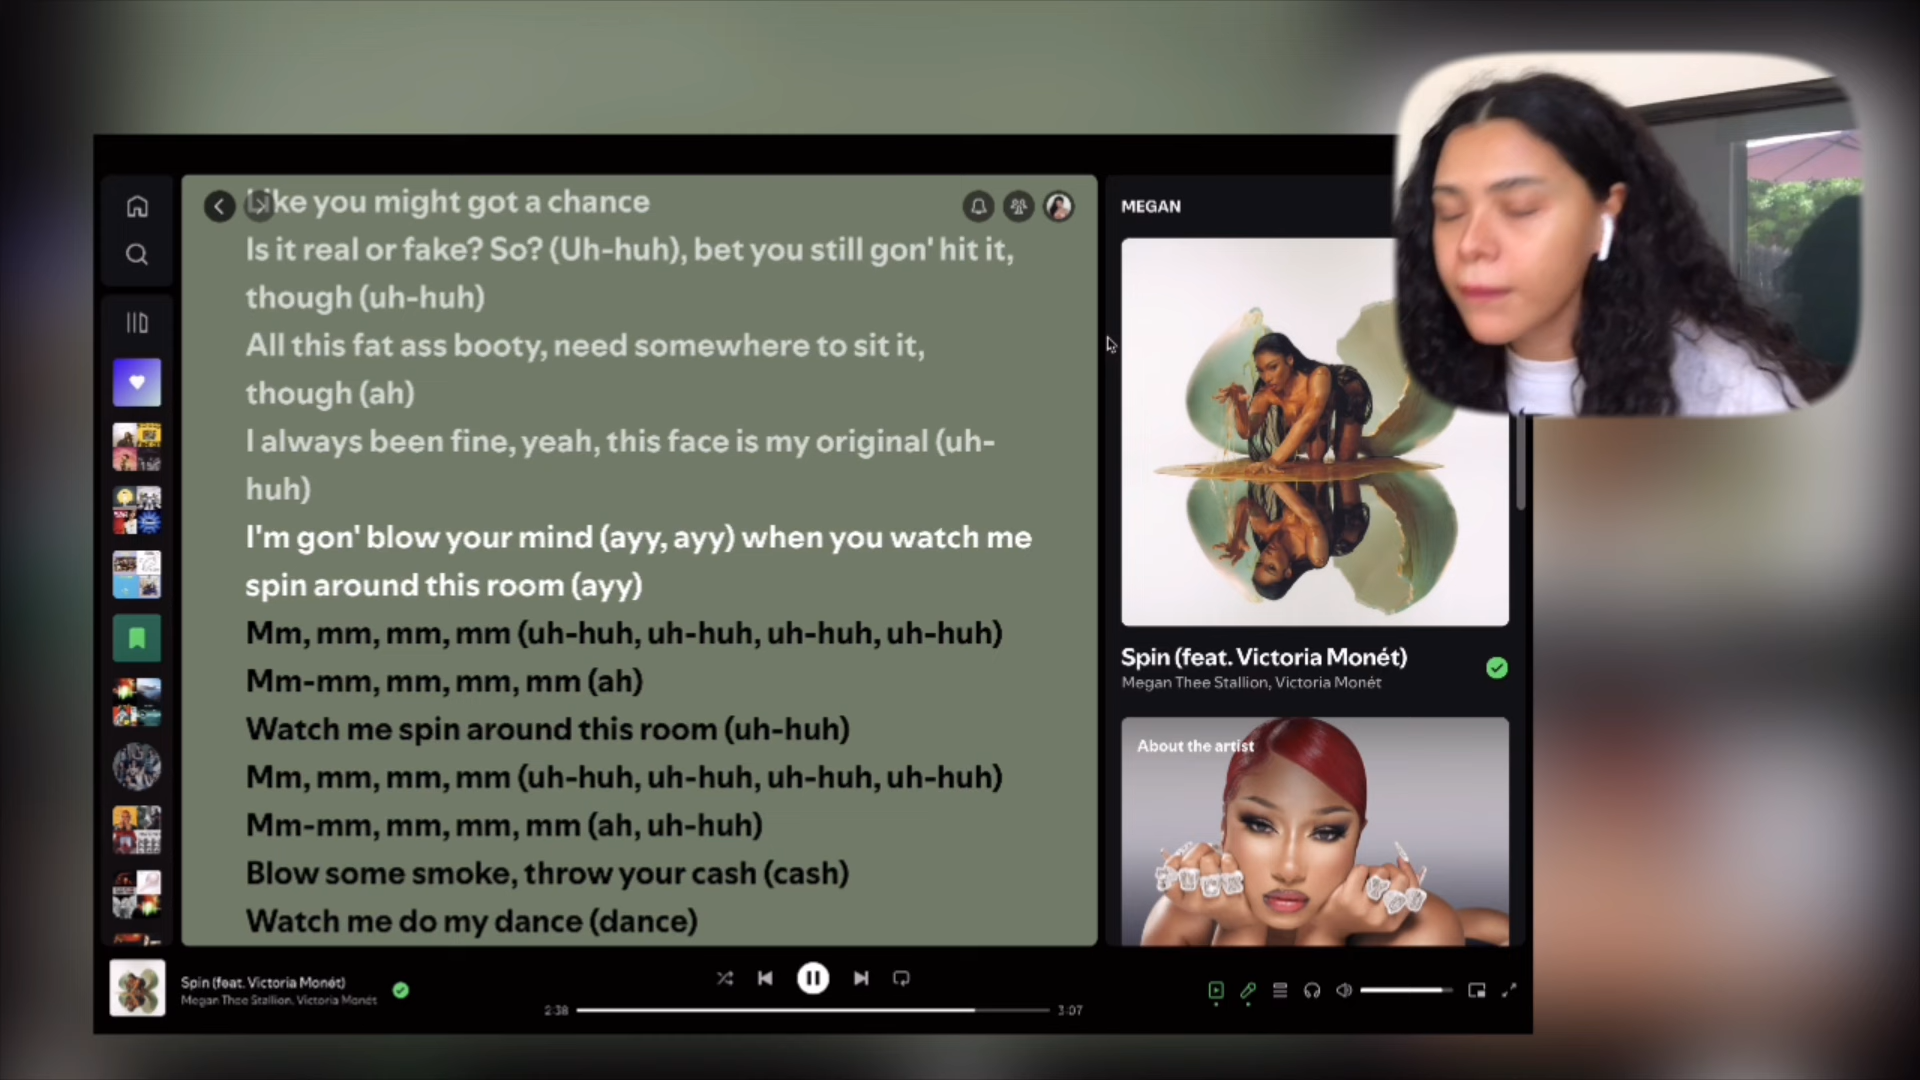 Like you might got a chance
Is it real or fake? So? (Uh-huh), bet you still gon' hit it,
though (uh-huh)
All this fat ass booty, need somewhere to sit it,
though (ah)
I always been fine, yeah, this face is my original (uh-
huh)
I'm gon' blow your mind (ayy, ayy) when you watch me
spin around this room (ayy)
Mm, mm, mm, mm (uh-huh, uh-huh, uh-huh, uh-huh)
Mm-mm, mm, mm, mm (ah)
Watch me spin around this room (uh-huh)
Mm, mm, mm, mm (uh-huh, uh-huh, uh-huh, uh-huh)
Mm-mm, mm, mm, mm (ah, uh-huh)
Blow some smoke, throw your cash (cash)
Watch me do my dance (dance)
MEGAN
Spin (feat. Victoria Monét)
Megan Thee Stallion, Victoria Monét
About the artist
Spin (feat. Victoria Monét)
Megan Thee Stallion, Victoria Monét
2:38
3:07